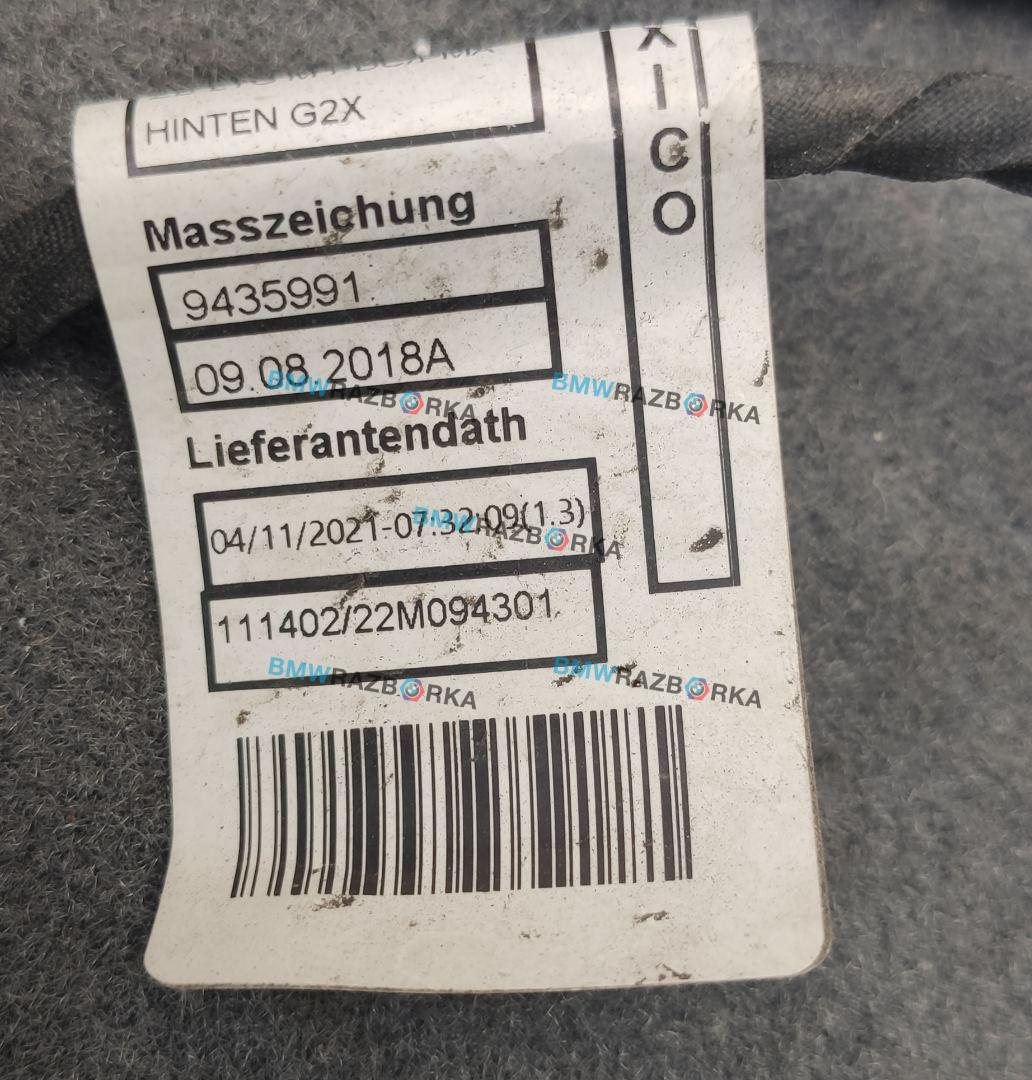 HINTEN G2X
X
I
C
O
Masszeichung
9435991
09.08.2018A
Lieferantendath
04/11/2021-07:32:09(1.3)
111402/22M094301
BMWRAZBORKA
BMWRAZBORKA
BMWRAZBORKA
BMWRAZBORKA
BMWRAZBORKA